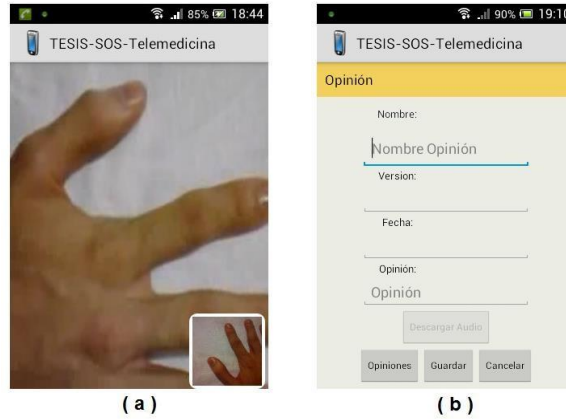 85% 18:44
TESIS-SOS-Telemedicina
( a )
90% 19:10
TESIS-SOS-Telemedicina
Opinión
Nombre:
Nombre Opinión
Version:
Fecha:
Opinión:
Opinión
Descargar Audio
Opiniones Guardar Cancelar
( b )